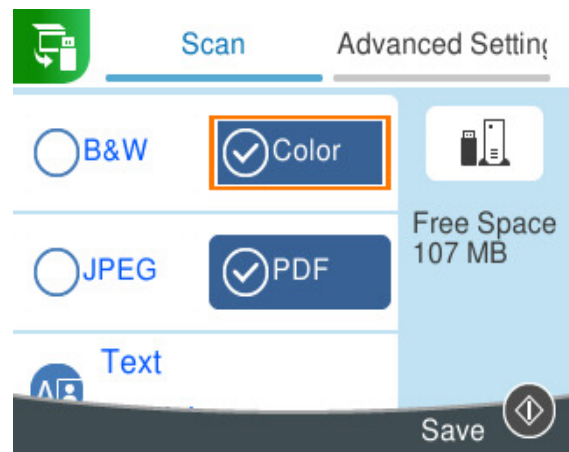 Scan
Advanced Setting
B&W
Color
JPEG
PDF
Free Space
107 MB
Text
Save